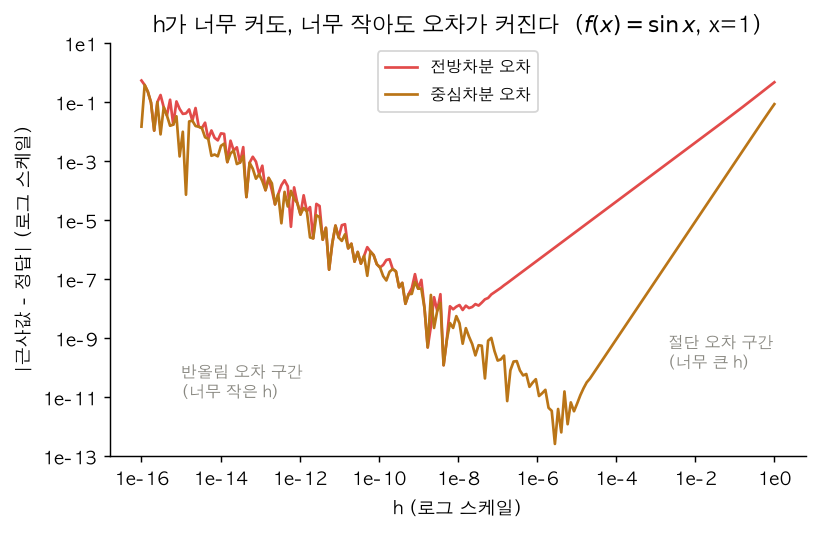 h가 너무 커도, 너무 작아도 오차가 커진다 (f(x) = sin x, x=1)
전방차분 오차
중심차분 오차
|근사값 - 정답| (로그 스케일)
1e+1
1e-1
1e-3
1e-5
1e-7
1e-9
1e-11
1e-13
반올림 오차 구간
(너무 작은 h)
절단 오차 구간
(너무 큰 h)
1e-16
1e-14
1e-12
1e-10
1e-8
1e-6
1e-4
1e-2
1e0
h (로그 스케일)